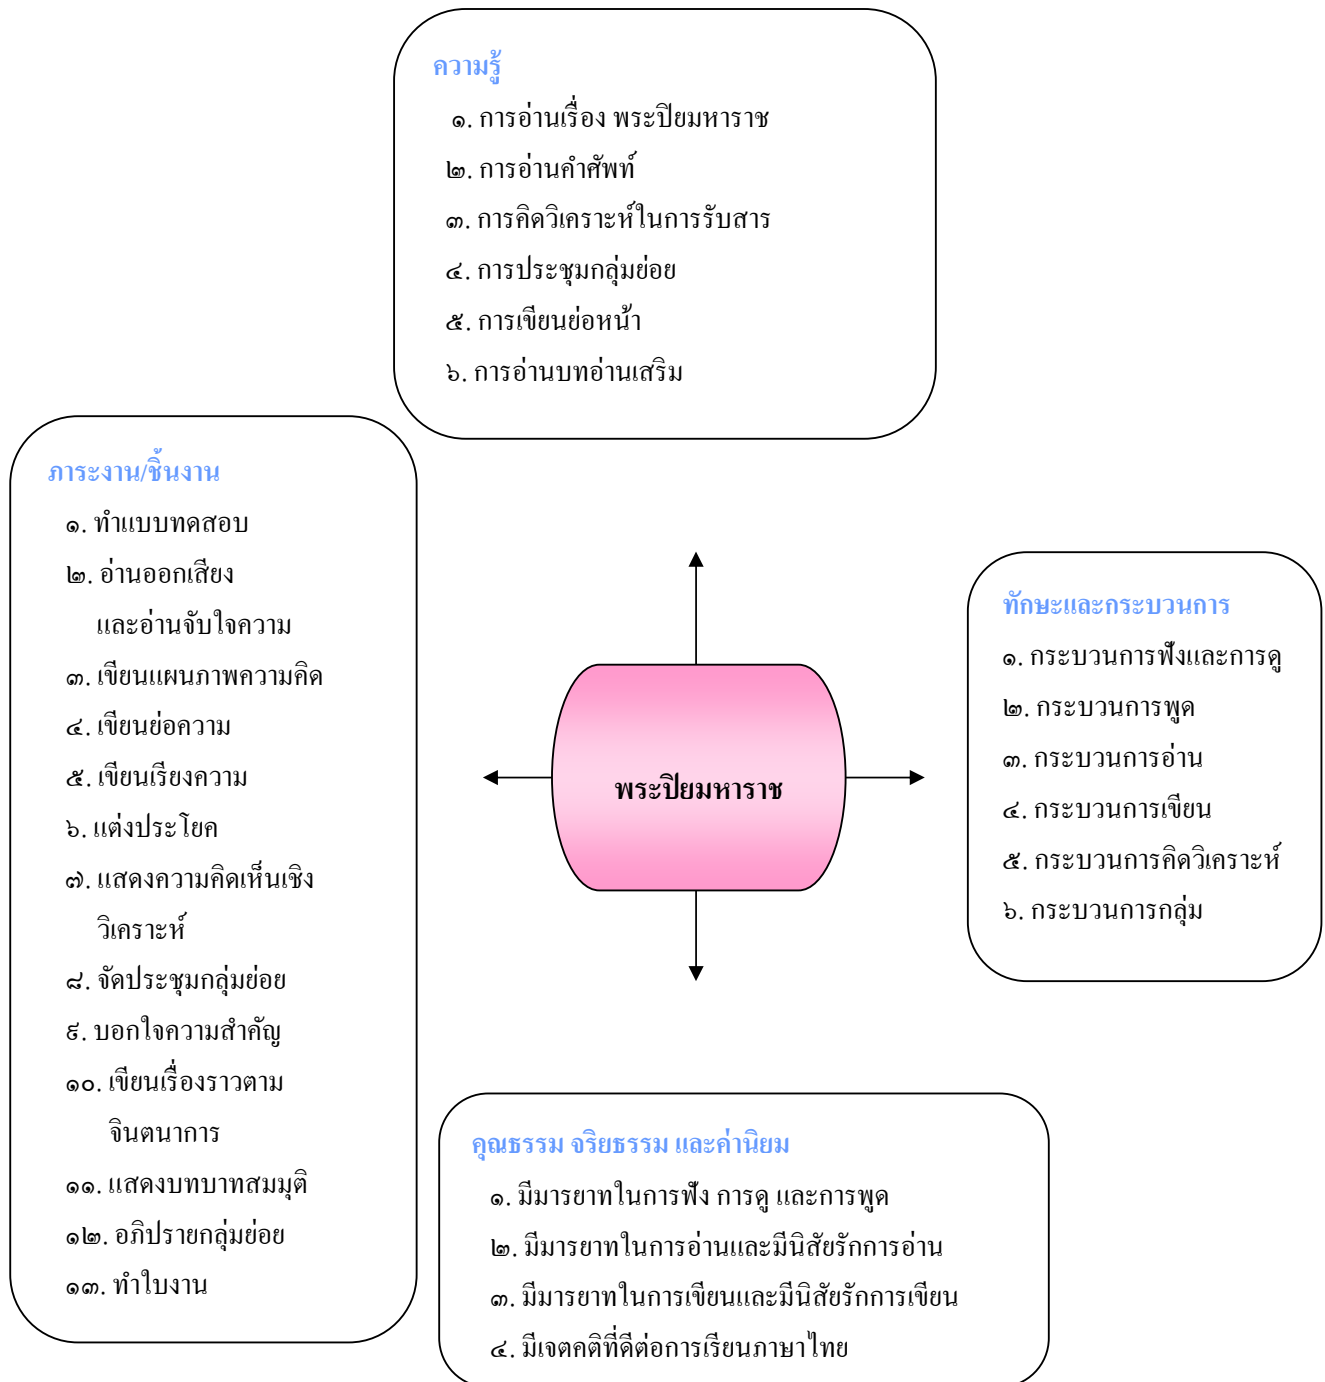 ความรู้
๑. การอ่านเรื่อง พระปิยมหาราช
๒. การอ่านคำศัพท์
๓. การคิดวิเคราะห์ในการรับสาร
๔. การประชุมกลุ่มย่อย
๕. การเขียนย่อหน้า
๖. การอ่านบทอ่านเสริม
ภาระงาน/ชิ้นงาน
๑. ทำแบบทดสอบ
๒. อ่านออกเสียง
และอ่านจับใจความ
๓. เขียนแผนภาพความคิด
๔. เขียนย่อความ
๕. เขียนเรียงความ
๖. แต่งประโยค
๗. แสดงความคิดเห็นเชิง
วิเคราะห์
๘. จัดประชุมกลุ่มย่อย
๙. บอกใจความสำคัญ
๑๐. เขียนเรื่องราวตาม
จินตนาการ
๑๑. แสดงบทบาทสมมุติ
๑๒. อภิปรายกลุ่มย่อย
๑๓. ทำใบงาน
พระปิยมหาราช
ทักษะและกระบวนการ
๑. กระบวนการฟังและการดู
๒. กระบวนการพูด
๓. กระบวนการอ่าน
๔. กระบวนการเขียน
๕. กระบวนการคิดวิเคราะห์
๖. กระบวนการกลุ่ม
คุณธรรม จริยธรรม และค่านิยม
๑. มีมารยาทในการฟัง การดู และการพูด
๒. มีมารยาทในการอ่านและมีนิสัยรักการอ่าน
๓. มีมารยาทในการเขียนและมีนิสัยรักการเขียน
๔. มีเจตคติที่ดีต่อการเรียนภาษาไทย